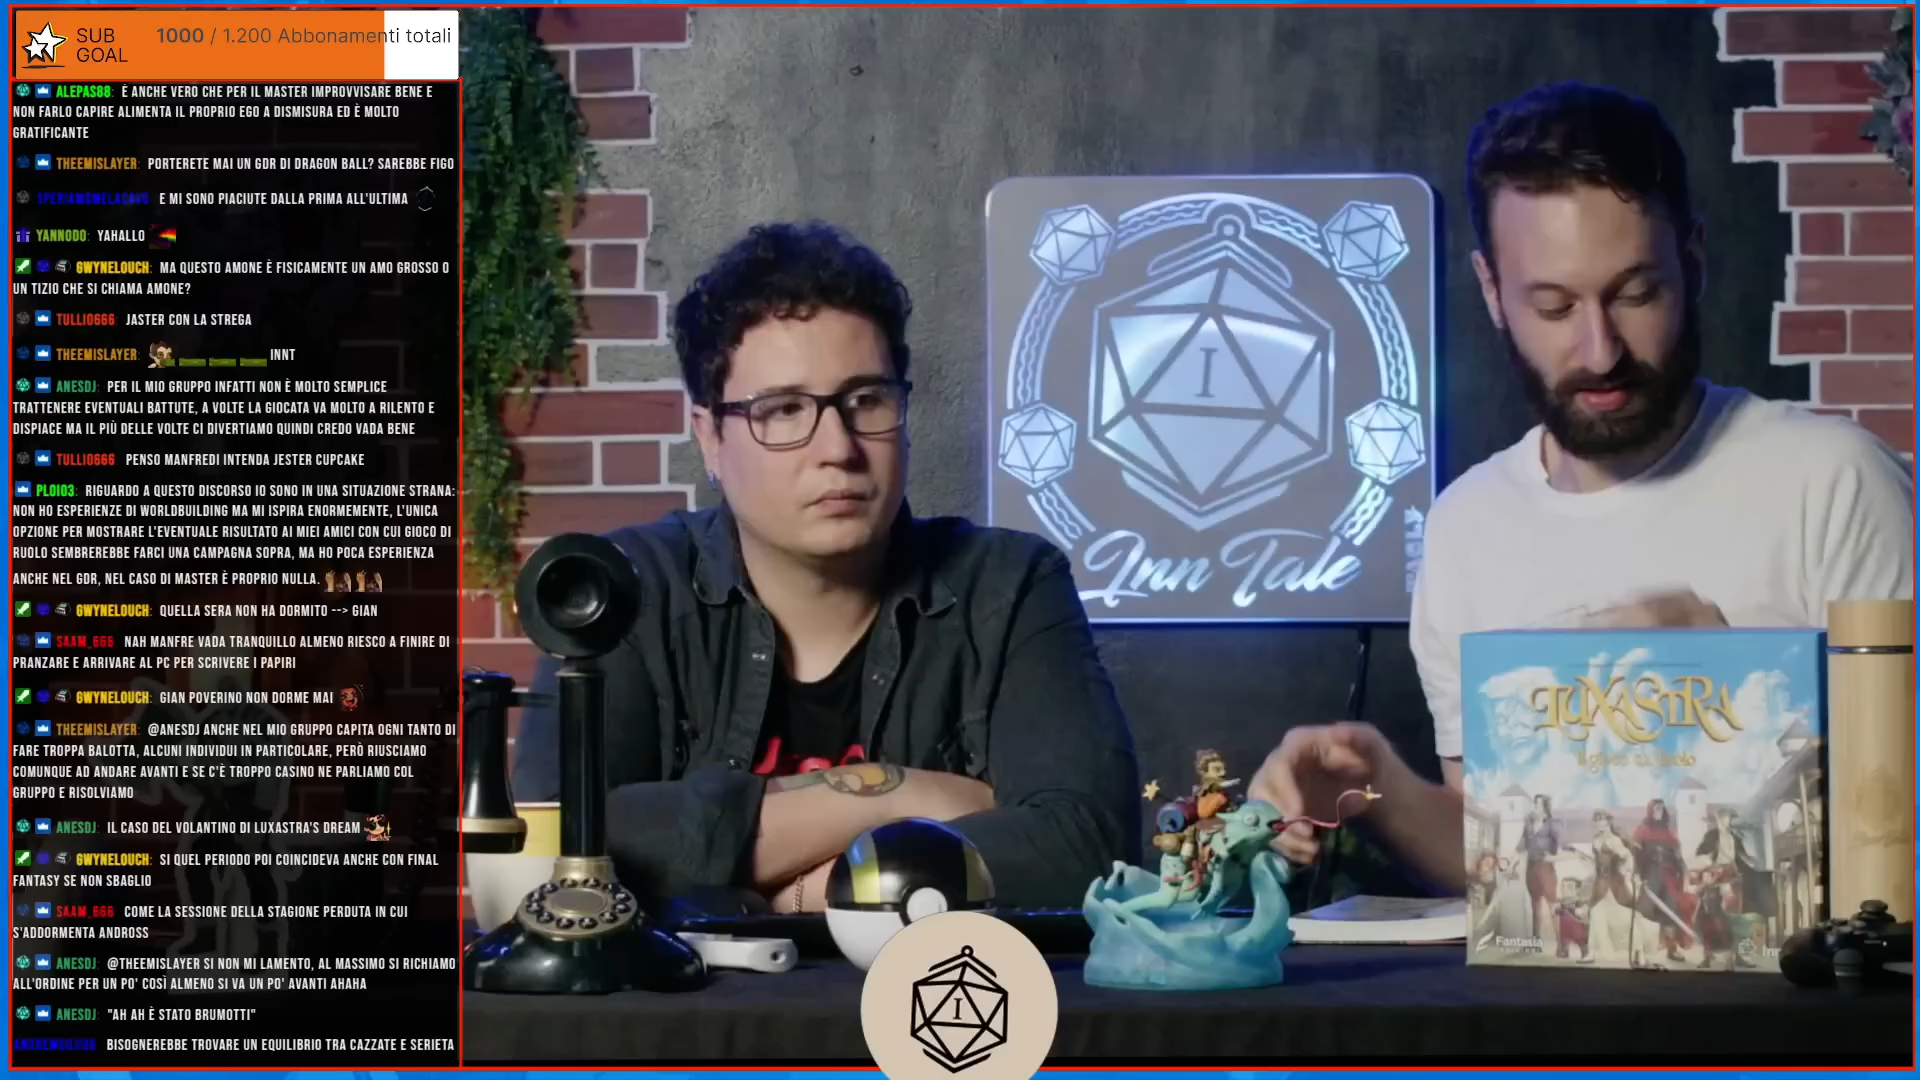 SUB
GOAL
1000 / 1.200 Abbonamenti totali
ALEPAS88: È ANCHE VERO CHE PER IL MASTER IMPROVVISARE BENE E
NON FARLO CAPIRE ALIMENTA IL PROPRIO EGO A DISMISURA ED È MOLTO
GRATIFICANTE
THEEMISLAYER: PORTERETE MAI UN GDR DI DRAGON BALL? SAREBBE FIGO
SPERIAMOMELACAVO: E MI SONO PIACIUTE DALLA PRIMA ALL'ULTIMA
YANNODO: YAHALLO
GWYNELOUCH: MA QUESTO AMONE È FISICAMENTE UN AMO GROSSO O
UN TIZIO CHE SI CHIAMA AMONE?
TULLIO666: JASTER CON LA STREGA
THEEMISLAYER: INNT
ANESDJ: PER IL MIO GRUPPO INFATTI NON È MOLTO SEMPLICE
TRATTENERE EVENTUALI BATTUTE, A VOLTE LA GIOCATA VA MOLTO A RILENTO E
DISPIACE MA IL PIÙ DELLE VOLTE CI DIVERTIAMO QUINDI CREDO VADA BENE
TULLIO666: PENSO MANFREDI INTENDA JESTER CUPCAKE
PLOIO3: RIGUARDO A QUESTO DISCORSO IO SONO IN UNA SITUAZIONE STRANA:
NON HO ESPERIENZE DI WORLDBUILDING MA MI ISPIRA ENORMEMENTE, L'UNICA
OPZIONE PER MOSTRARE L'EVENTUALE RISULTATO AI MIEI AMICI CON CUI GIOCO DI
RUOLO SEMBREREBBE FARCI UNA CAMPAGNA SOPRA, MA HO POCA ESPERIENZA
ANCHE NEL GDR, NEL CASO DI MASTER È PROPRIO NULLA.
GWYNELOUCH: QUELLA SERA NON HA DORMITO --> GIAN
SAAM_666: NAH MANFRE VADA TRANQUILLO ALMENO RIESCO A FINIRE DI
PRANZARE E ARRIVARE AL PC PER SCRIVERE I PAPIRI
GWYNELOUCH: GIAN POVERINO NON DORME MAI
THEEMISLAYER: @ANESDJ ANCHE NEL MIO GRUPPO CAPITA OGNI TANTO DI
FARE TROPPA BALOTTA, ALCUNI INDIVIDUI IN PARTICOLARE, PERÒ RIUSCIAMO
COMUNQUE AD ANDARE AVANTI E SE C'È TROPPO CASINO NE PARLIAMO COL
GRUPPO E RISOLVIAMO
ANESDJ: IL CASO DEL VOLANTINO DI LUXASTRA'S DREAM
GWYNELOUCH: SI QUEL PERIODO POI COINCIDEVA ANCHE CON FINAL
FANTASY SE NON SBAGLIO
SAAM_666: COME LA SESSIONE DELLA STAGIONE PERDUTA IN CUI
S'ADDORMENTA ANDROSS
ANESDJ: @THEEMISLAYER SI NON MI LAMENTO, AL MASSIMO SI RICHIAMO
ALL'ORDINE PER UN PO' COSÌ ALMENO SI VA UN PO' AVANTI AHAHA
ANESDJ: "AH AH È STATO BRUMOTTI"
BISOGNEREBBE TROVARE UN EQUILIBRIO TRA CAZZATE E SERIETA
I
Inn Tale
LUXASTRA
Il gioco di ruolo
Fantasia
Inn
I